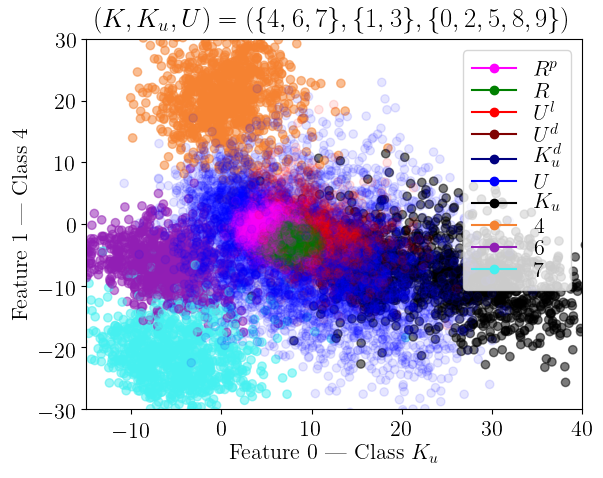 (K, K_u, U) = ({4, 6, 7}, {1, 3}, {0, 2, 5, 8, 9})
30
20
10
0
−10
−20
−30
Feature 1 — Class 4
R^p
R
U^l
U^d
K_u^d
U
K_u
4
6
7
−10
0
10
20
30
40
Feature 0 — Class K_u